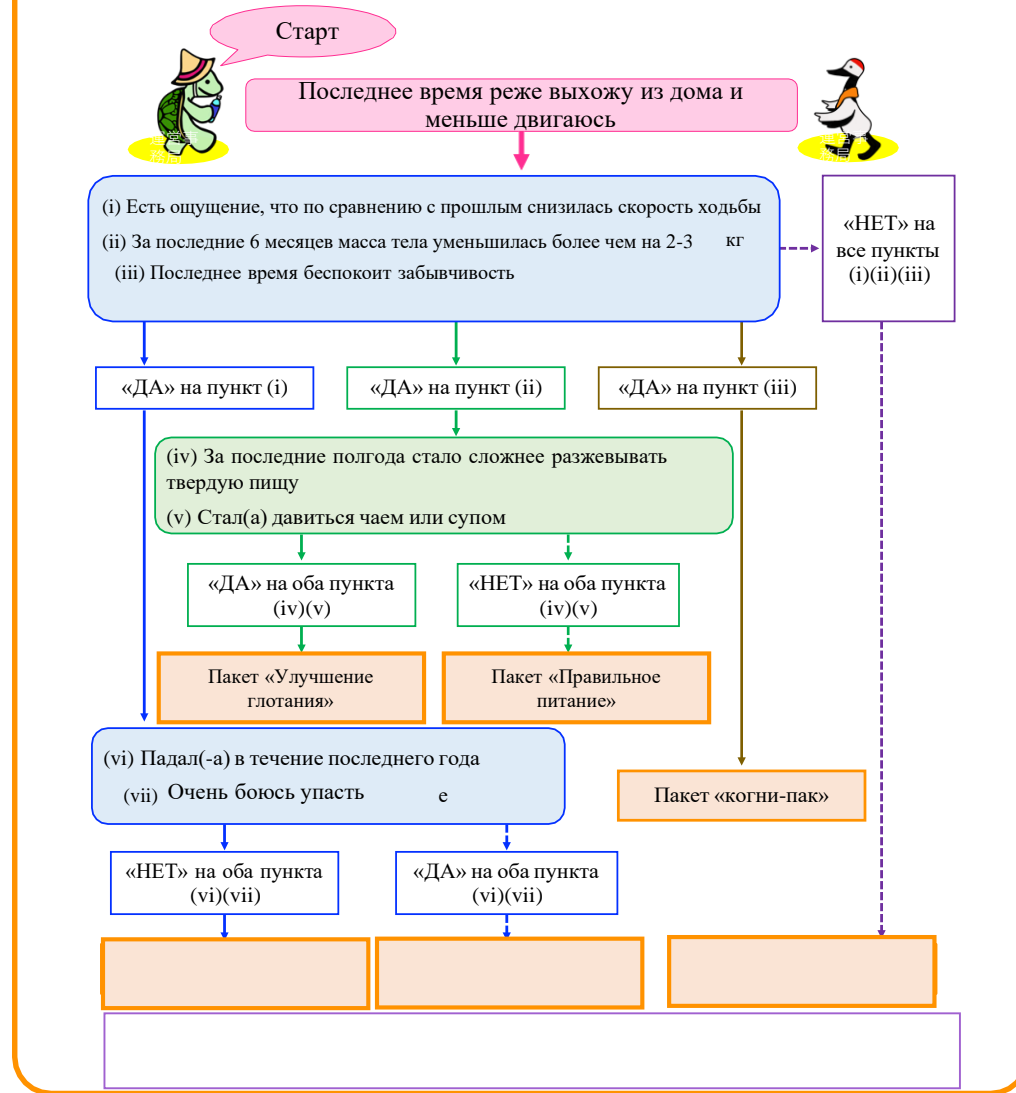 Старт
Последнее время реже выхожу из дома и
меньше двигаюсь
(i) Есть ощущение, что по сравнению с прошлым снизилась скорость ходьбы
(ii) За последние 6 месяцев масса тела уменьшилась более чем на 2-3 кг
(iii) Последнее время беспокоит забывчивость
«НЕТ» на
все пункты
(i)(ii)(iii)
«ДА» на пункт (i)
«ДА» на пункт (ii)
«ДА» на пункт (iii)
(iv) За последние полгода стало сложнее разжевывать
твердую пищу
(v) Стал(а) давиться чаем или супом
«ДА» на оба пункта
(iv)(v)
«НЕТ» на оба пункта
(iv)(v)
Пакет «Улучшение
глотания»
Пакет «Правильное
питание»
(vi) Падал(-а) в течение последнего года
(vii) Очень боюсь упасть е
Пакет «когни-пак»
«НЕТ» на оба пункта
(vi)(vii)
«ДА» на оба пункта
(vi)(vii)